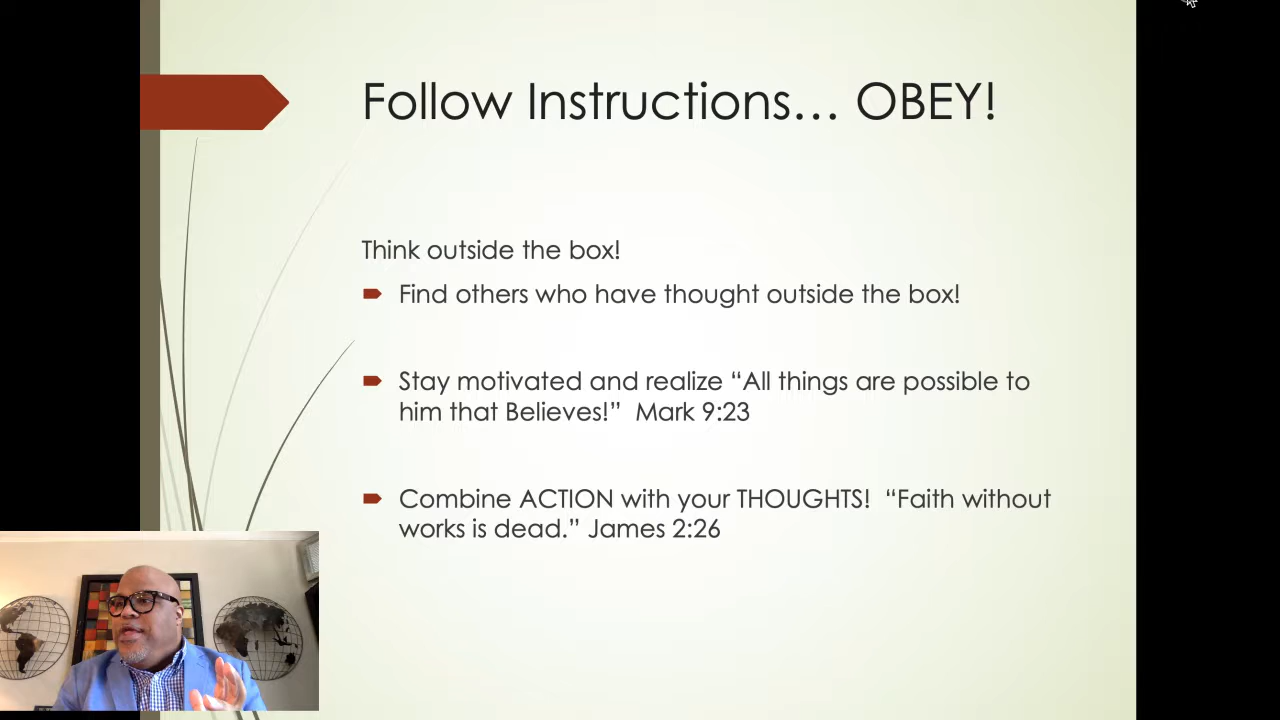 Follow Instructions… OBEY!
Think outside the box!
Find others who have thought outside the box!
Stay motivated and realize “All things are possible to
him that Believes!”  Mark 9:23
Combine ACTION with your THOUGHTS!  “Faith without
works is dead.” James 2:26